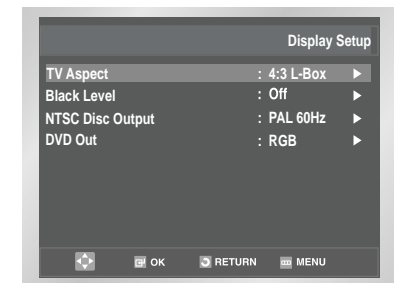 Display Setup
TV Aspect : 4:3 L-Box ►
Black Level : Off ►
NTSC Disc Output : PAL 60Hz ►
DVD Out : RGB ►
OK RETURN MENU